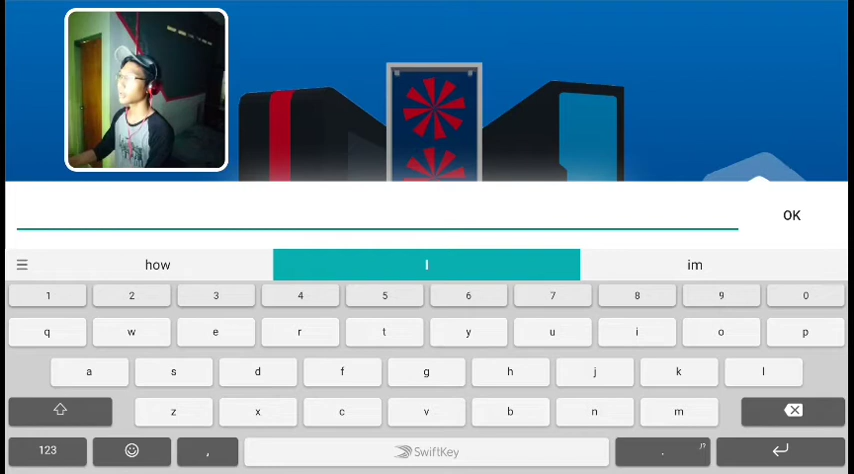 OK
how I im
1 2 3 4 5 6 7 8 9 0
q w e r t y u i o p
a s d f g h j k l
z x c v b n m
123 , SwiftKey . ,!?